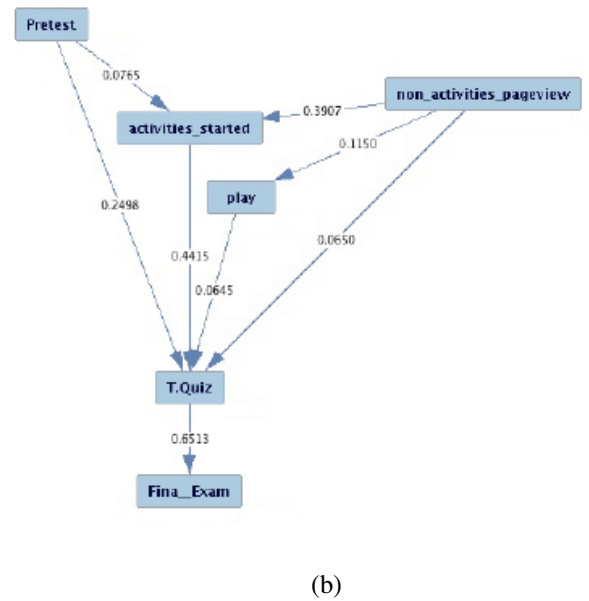 Pretest
0.0765
non_activities_pageview
0.3907
activities_started
0.1150
play
0.2498
0.0650
0.4415
0.0645
T.Quiz
0.6513
Fina_Exam
(b)